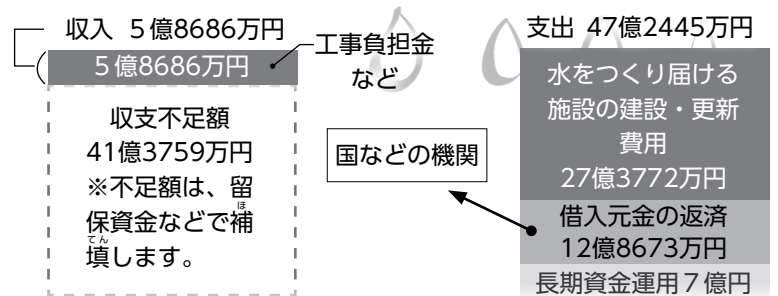 収入 5億8686万円
5億8686万円
工事負担金
など
収支不足額
41億3759万円
※不足額は、留
保資金などで補
ほ
塡します。
てん
国などの機関
支出 47億2445万円
水をつくり届ける
施設の建設・更新
費用
27億3772万円
借入元金の返済
12億8673万円
長期資金運用7億円